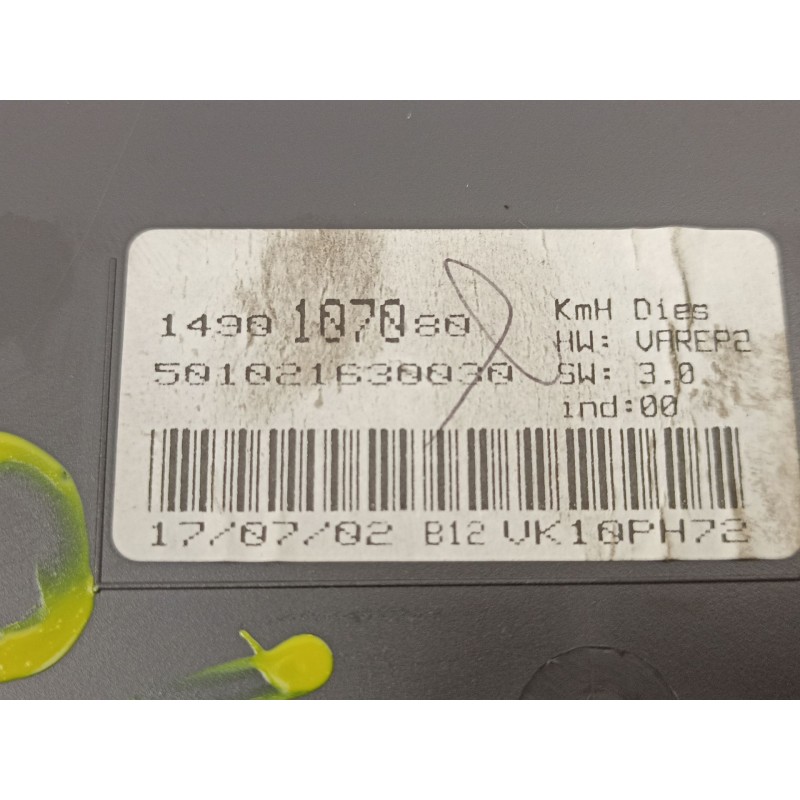 1490 1070 80
KmH Dies
HW: VAREP2
501021630030
SW: 3.0
ind:00
17/07/02 B12 VK10PH72